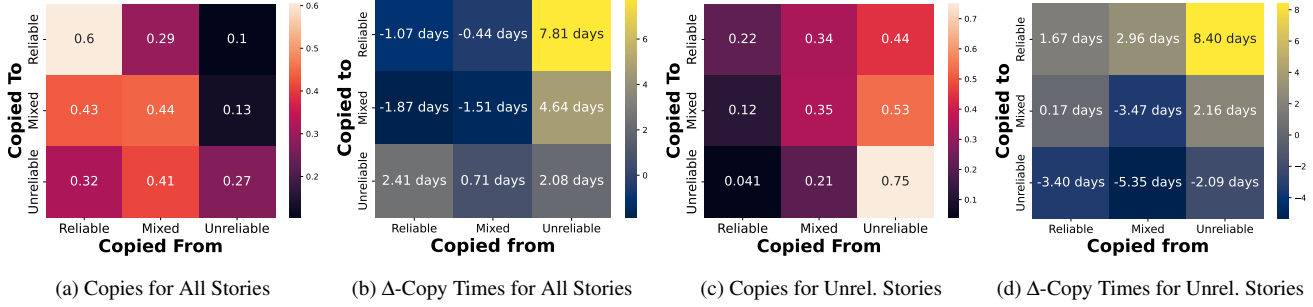 Copied To
Reliable
Mixed
Unreliable
0.6
0.29
0.1
0.43
0.44
0.13
0.32
0.41
0.27
Reliable
Mixed
Unreliable
Copied From
0.6
0.5
0.4
0.3
0.2
(a) Copies for All Stories
Copied to
Reliable
Mixed
Unreliable
-1.07 days
-0.44 days
7.81 days
-1.87 days
-1.51 days
4.64 days
2.41 days
0.71 days
2.08 days
Reliable
Mixed
Unreliable
Copied from
6
4
2
0
(b) Δ-Copy Times for All Stories
Copied To
Reliable
Mixed
Unreliable
0.22
0.34
0.44
0.12
0.35
0.53
0.041
0.21
0.75
Reliable
Mixed
Unreliable
Copied From
0.7
0.6
0.5
0.4
0.3
0.2
0.1
(c) Copies for Unrel. Stories
Copied to
Reliable
Mixed
Unreliable
1.67 days
2.96 days
8.40 days
0.17 days
-3.47 days
2.16 days
-3.40 days
-5.35 days
-2.09 days
Reliable
Mixed
Unreliable
Copied from
8
6
4
2
0
−2
−4
(d) Δ-Copy Times for Unrel. Stories